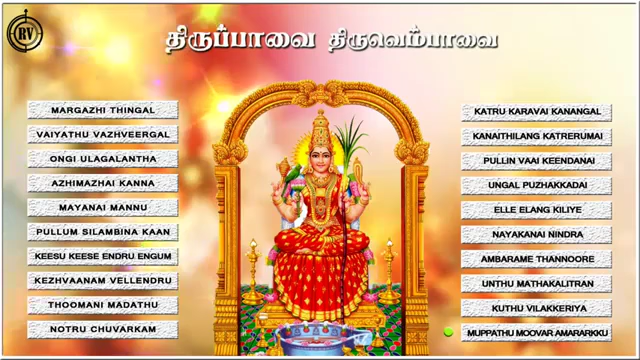 RV
திருப்பாவை திருவெம்பாவை
MARGAZHI THINGAL
VAIYATHU VAZHVEERGAL
ONGI ULAGALANTHA
AZHIMAZHAI KANNA
MAYANAI MANNU
PULLUM SILAMBINA KAAN
KEESU KEESE ENDRU ENGUM
KEZHVAANAM VELLENDRU
THOOMANI MADATHU
NOTRU CHUVARKAM
KATRU KARAVAI KANANGAL
KANAITHILANG KATRERUMAI
PULLIN VAAI KEENDANAI
UNGAL PUZHAKKADAI
ELLE ELANG KILIYE
NAYAKANAI NINDRA
AMBARAME THANNOORE
UNTHU MATHAKALITRAN
KUTHU VILAKKERIYA
MUPPATHU MOOVAR AMARARKKU